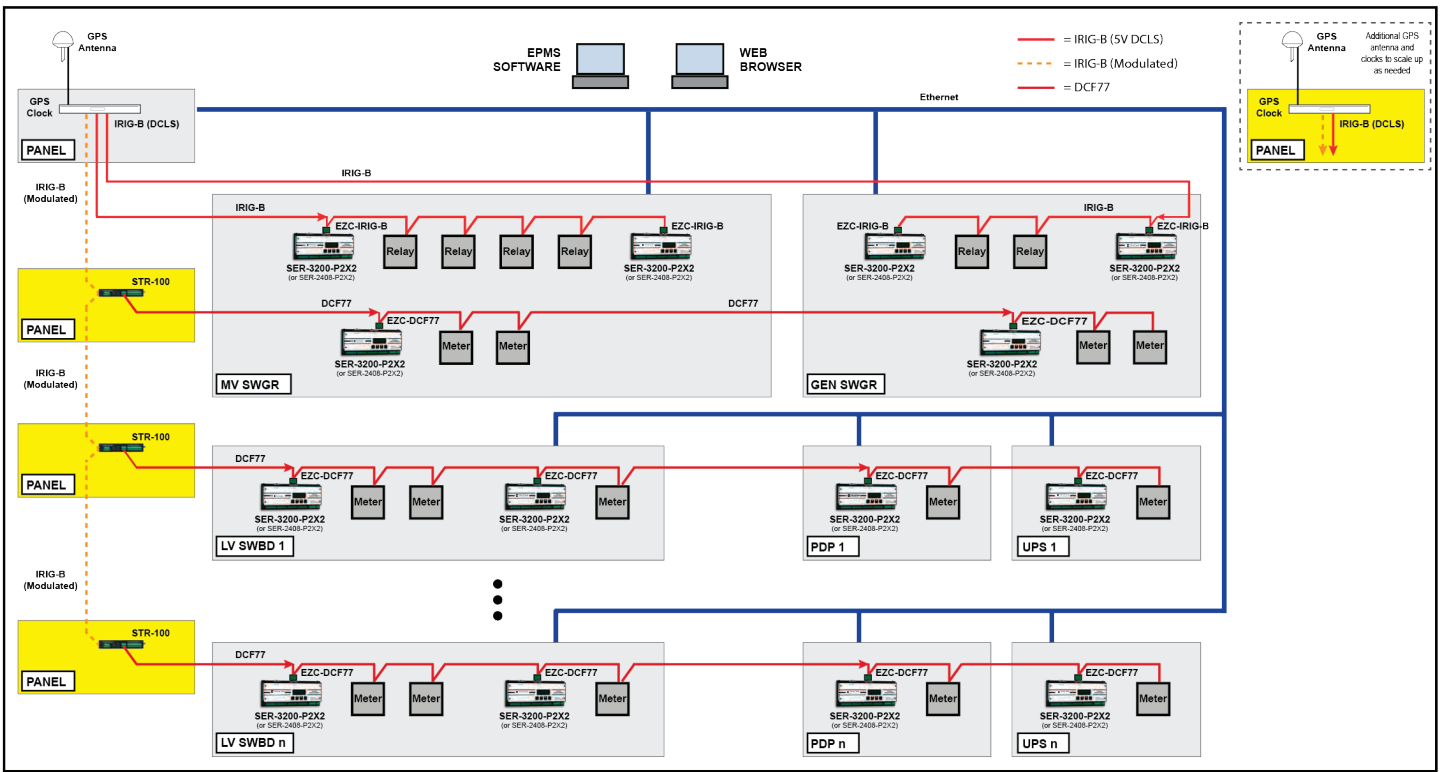 GPS
Antenna
EPMS
SOFTWARE
WEB
BROWSER
= IRIG-B (5V DCLS)
= IRIG-B (Modulated)
= DCF77
GPS
Antenna
Additional GPS
antenna and
clocks to scale up
as needed
GPS
Clock
IRIG-B (DCLS)
PANEL
Ethernet
GPS
Clock
IRIG-B (DCLS)
PANEL
IRIG-B
(Modulated)
IRIG-B
IRIG-B
EZC-IRIG-B
Relay
Relay
Relay
Relay
EZC-IRIG-B
SER-3200-P2X2
(or SER-2408-P2X2)
SER-3200-P2X2
(or SER-2408-P2X2)
IRIG-B
EZC-IRIG-B
Relay
Relay
EZC-IRIG-B
SER-3200-P2X2
(or SER-2408-P2X2)
SER-3200-P2X2
(or SER-2408-P2X2)
STR-100
PANEL
DCF77
EZC-DCF77
Meter
Meter
SER-3200-P2X2
(or SER-2408-P2X2)
MV SWGR
DCF77
EZC-DCF77
Meter
Meter
SER-3200-P2X2
(or SER-2408-P2X2)
GEN SWGR
IRIG-B
(Modulated)
STR-100
PANEL
DCF77
EZC-DCF77
Meter
Meter
EZC-DCF77
Meter
SER-3200-P2X2
(or SER-2408-P2X2)
SER-3200-P2X2
(or SER-2408-P2X2)
LV SWBD 1
EZC-DCF77
Meter
SER-3200-P2X2
(or SER-2408-P2X2)
PDP 1
EZC-DCF77
Meter
SER-3200-P2X2
(or SER-2408-P2X2)
UPS 1
IRIG-B
(Modulated)
STR-100
PANEL
DCF77
EZC-DCF77
Meter
Meter
EZC-DCF77
Meter
SER-3200-P2X2
(or SER-2408-P2X2)
SER-3200-P2X2
(or SER-2408-P2X2)
LV SWBD n
EZC-DCF77
Meter
SER-3200-P2X2
(or SER-2408-P2X2)
PDP n
EZC-DCF77
Meter
SER-3200-P2X2
(or SER-2408-P2X2)
UPS n